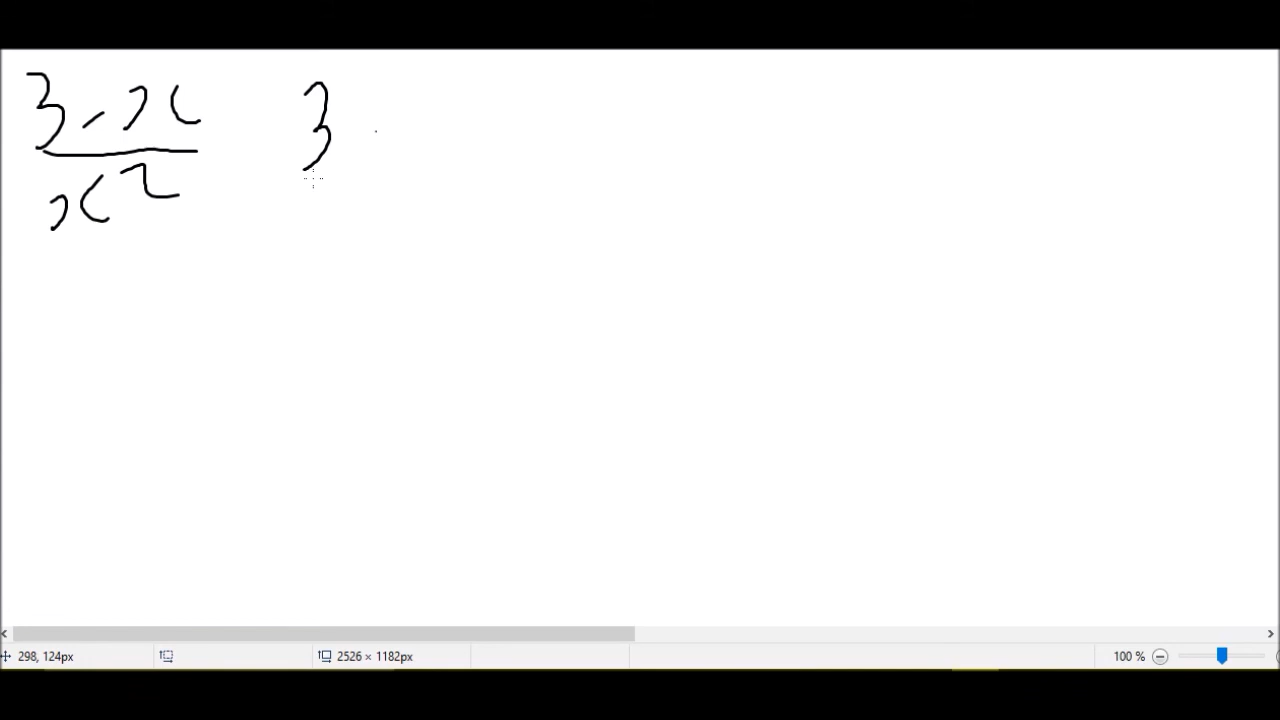 3 - x    3
x²
298, 124px    2526 × 1182px    100 %